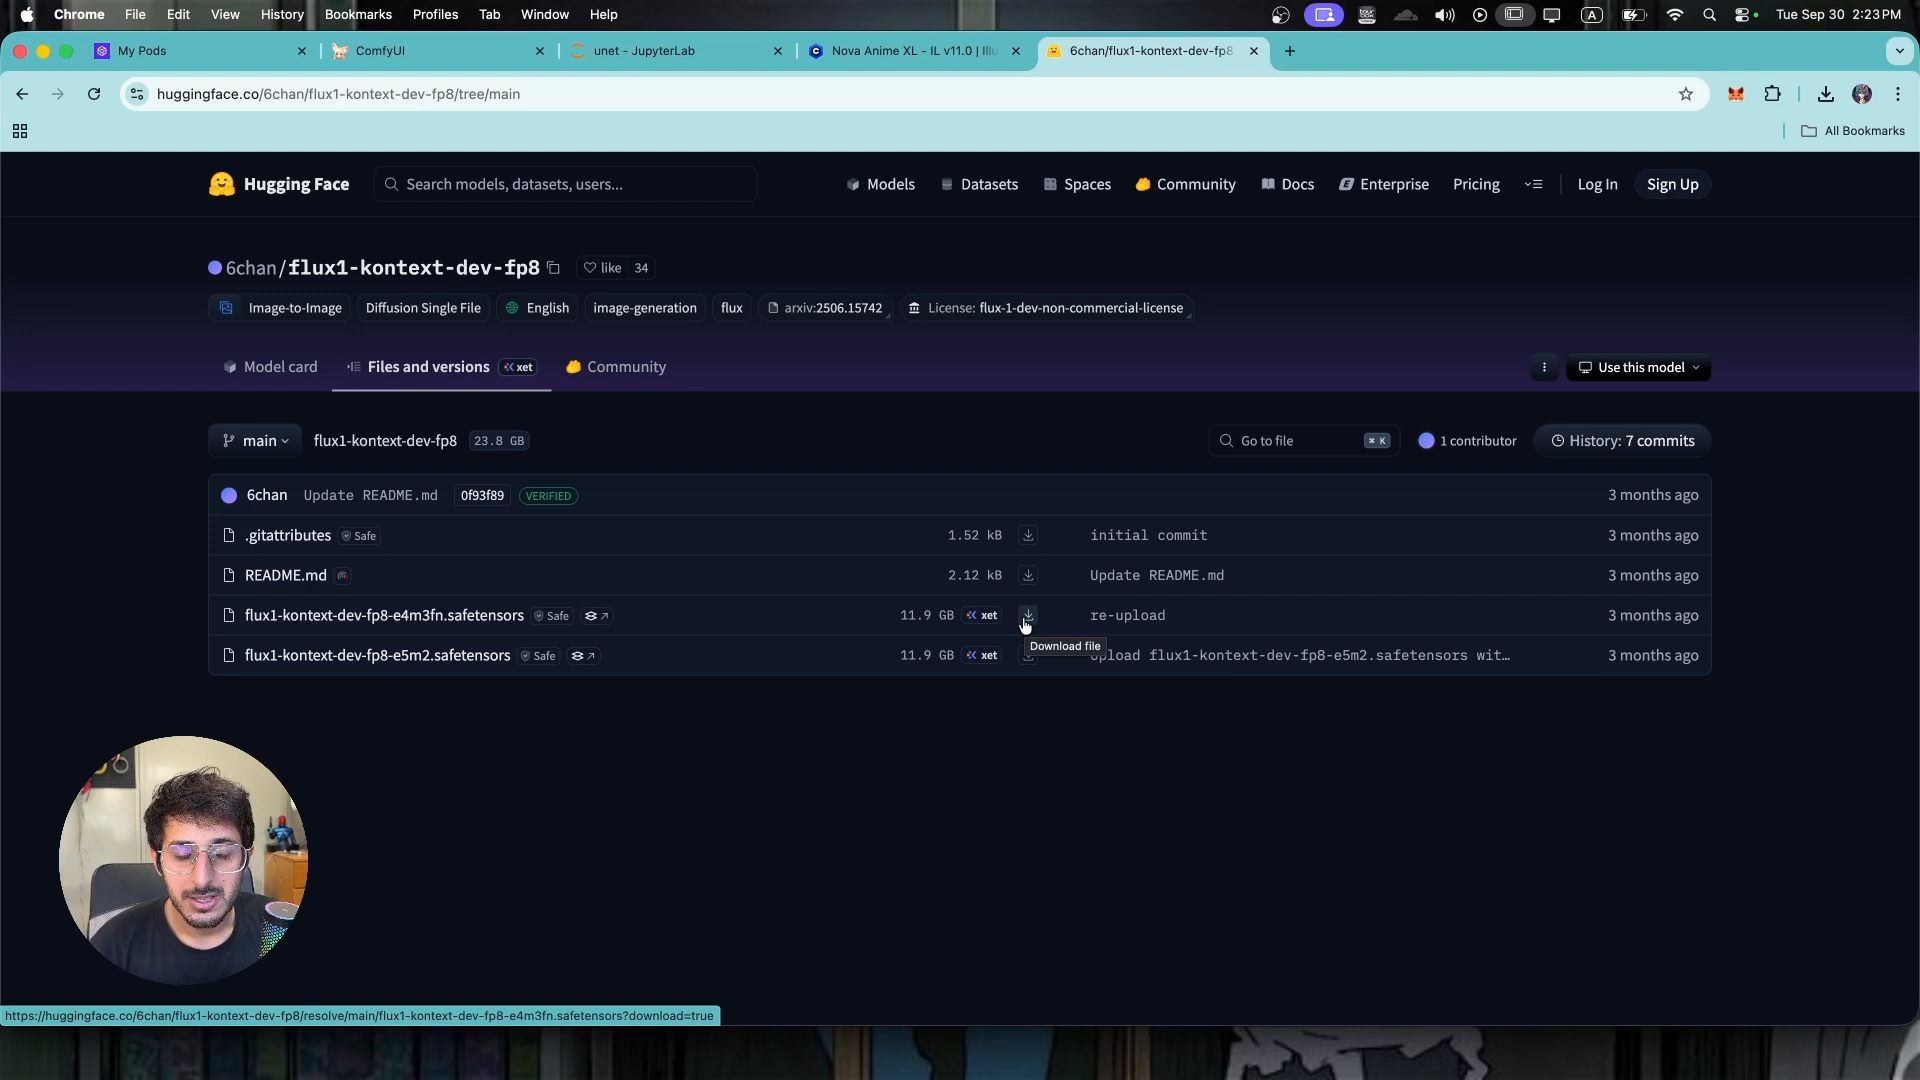 Chrome File Edit View History Bookmarks Profiles Tab Window Help
A Tue Sep 30 2:23 PM
My Pods
ComfyUI
unet - JupyterLab
Nova Anime XL - IL v11.0 | Illu
6chan/flux1-kontext-dev-fp8
huggingface.co/6chan/flux1-kontext-dev-fp8/tree/main
All Bookmarks
Hugging Face
Search models, datasets, users...
Models Datasets Spaces Community Docs Enterprise Pricing Log In Sign Up
6chan/flux1-kontext-dev-fp8 like 34
Image-to-Image Diffusion Single File English image-generation flux arxiv:2506.15742 License: flux-1-dev-non-commercial-license
Model card Files and versions xet Community Use this model
main flux1-kontext-dev-fp8 23.8 GB Go to file ⌘ K 1 contributor History: 7 commits
6chan Update README.md 0f93f89 VERIFIED 3 months ago
.gitattributes Safe 1.52 kB initial commit 3 months ago
README.md 2.12 kB Update README.md 3 months ago
flux1-kontext-dev-fp8-e4m3fn.safetensors Safe 11.9 GB xet re-upload 3 months ago
Download file
flux1-kontext-dev-fp8-e5m2.safetensors Safe 11.9 GB xet Upload flux1-kontext-dev-fp8-e5m2.safetensors wit… 3 months ago
https://huggingface.co/6chan/flux1-kontext-dev-fp8/resolve/main/flux1-kontext-dev-fp8-e4m3fn.safetensors?download=true